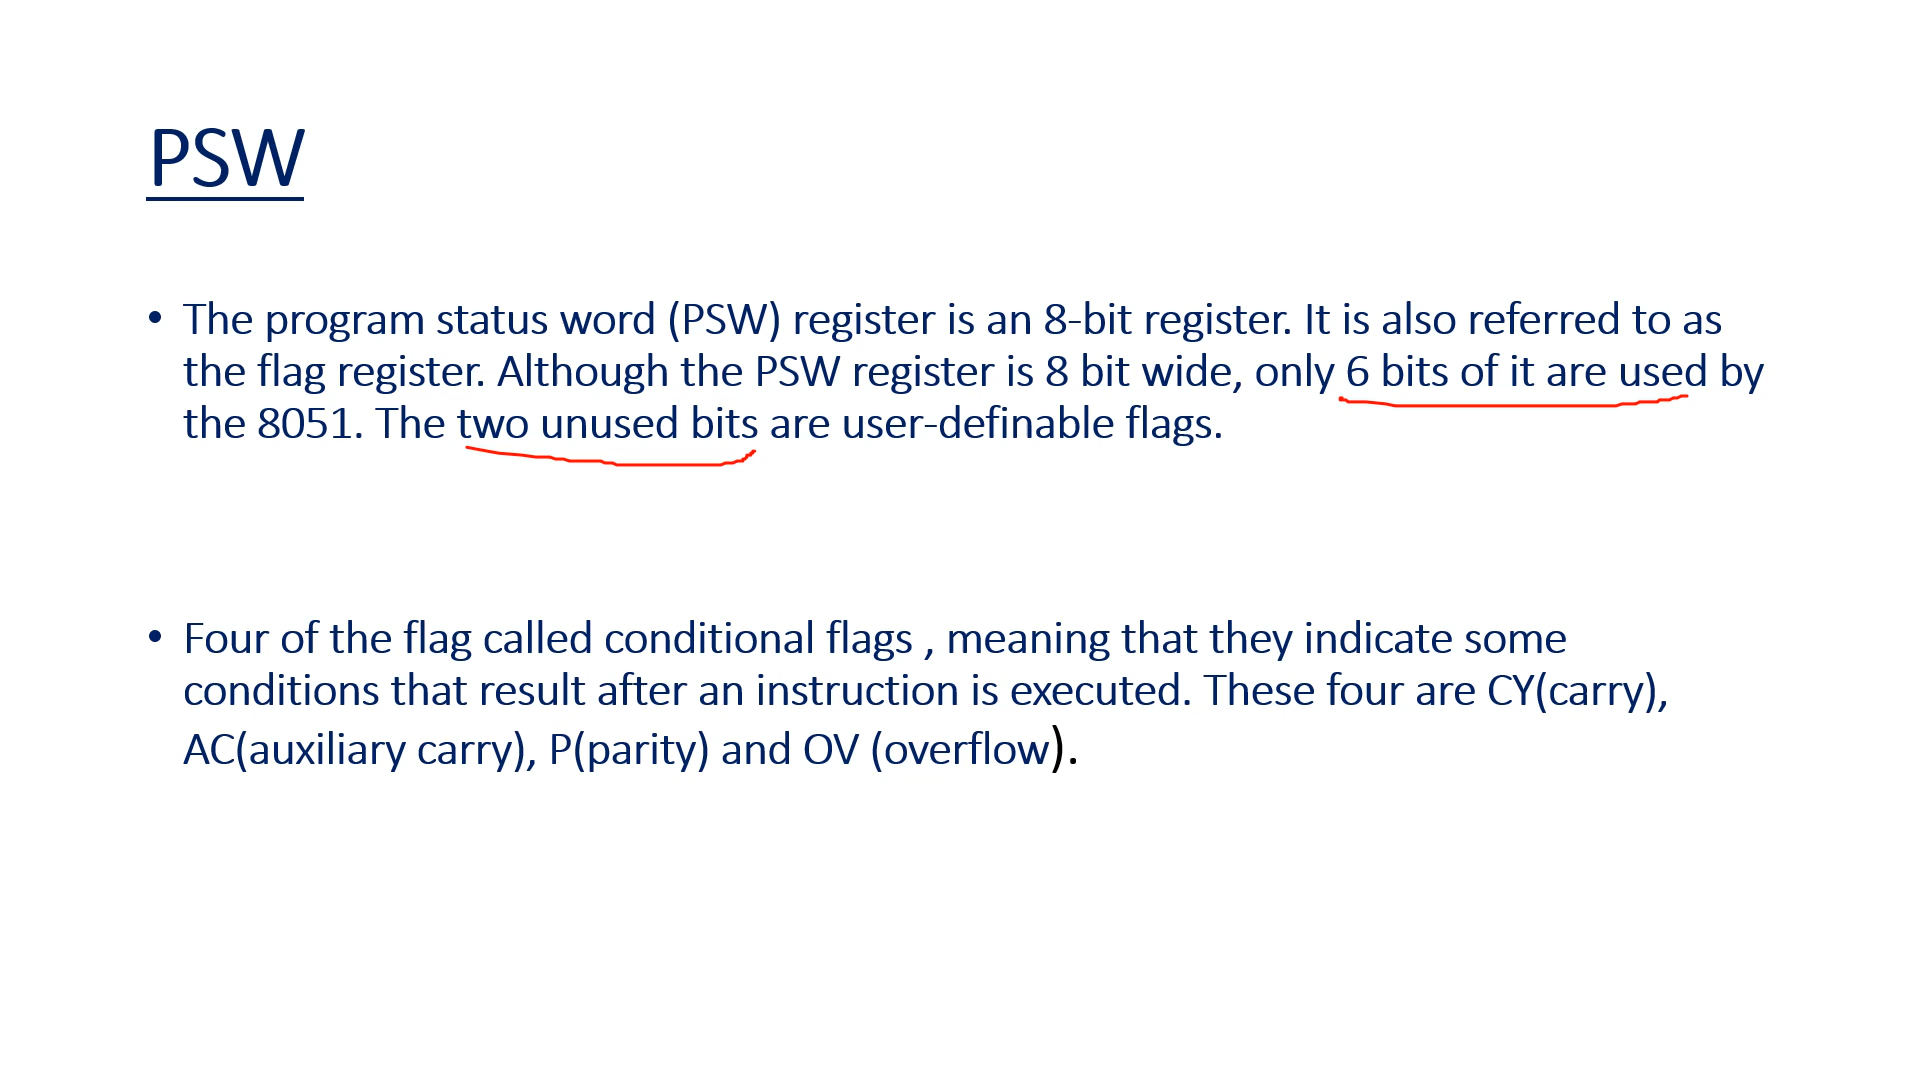 PSW
• The program status word (PSW) register is an 8-bit register. It is also referred to as
the flag register. Although the PSW register is 8 bit wide, only 6 bits of it are used by
the 8051. The two unused bits are user-definable flags.
• Four of the flag called conditional flags , meaning that they indicate some
conditions that result after an instruction is executed. These four are CY(carry),
AC(auxiliary carry), P(parity) and OV (overflow).